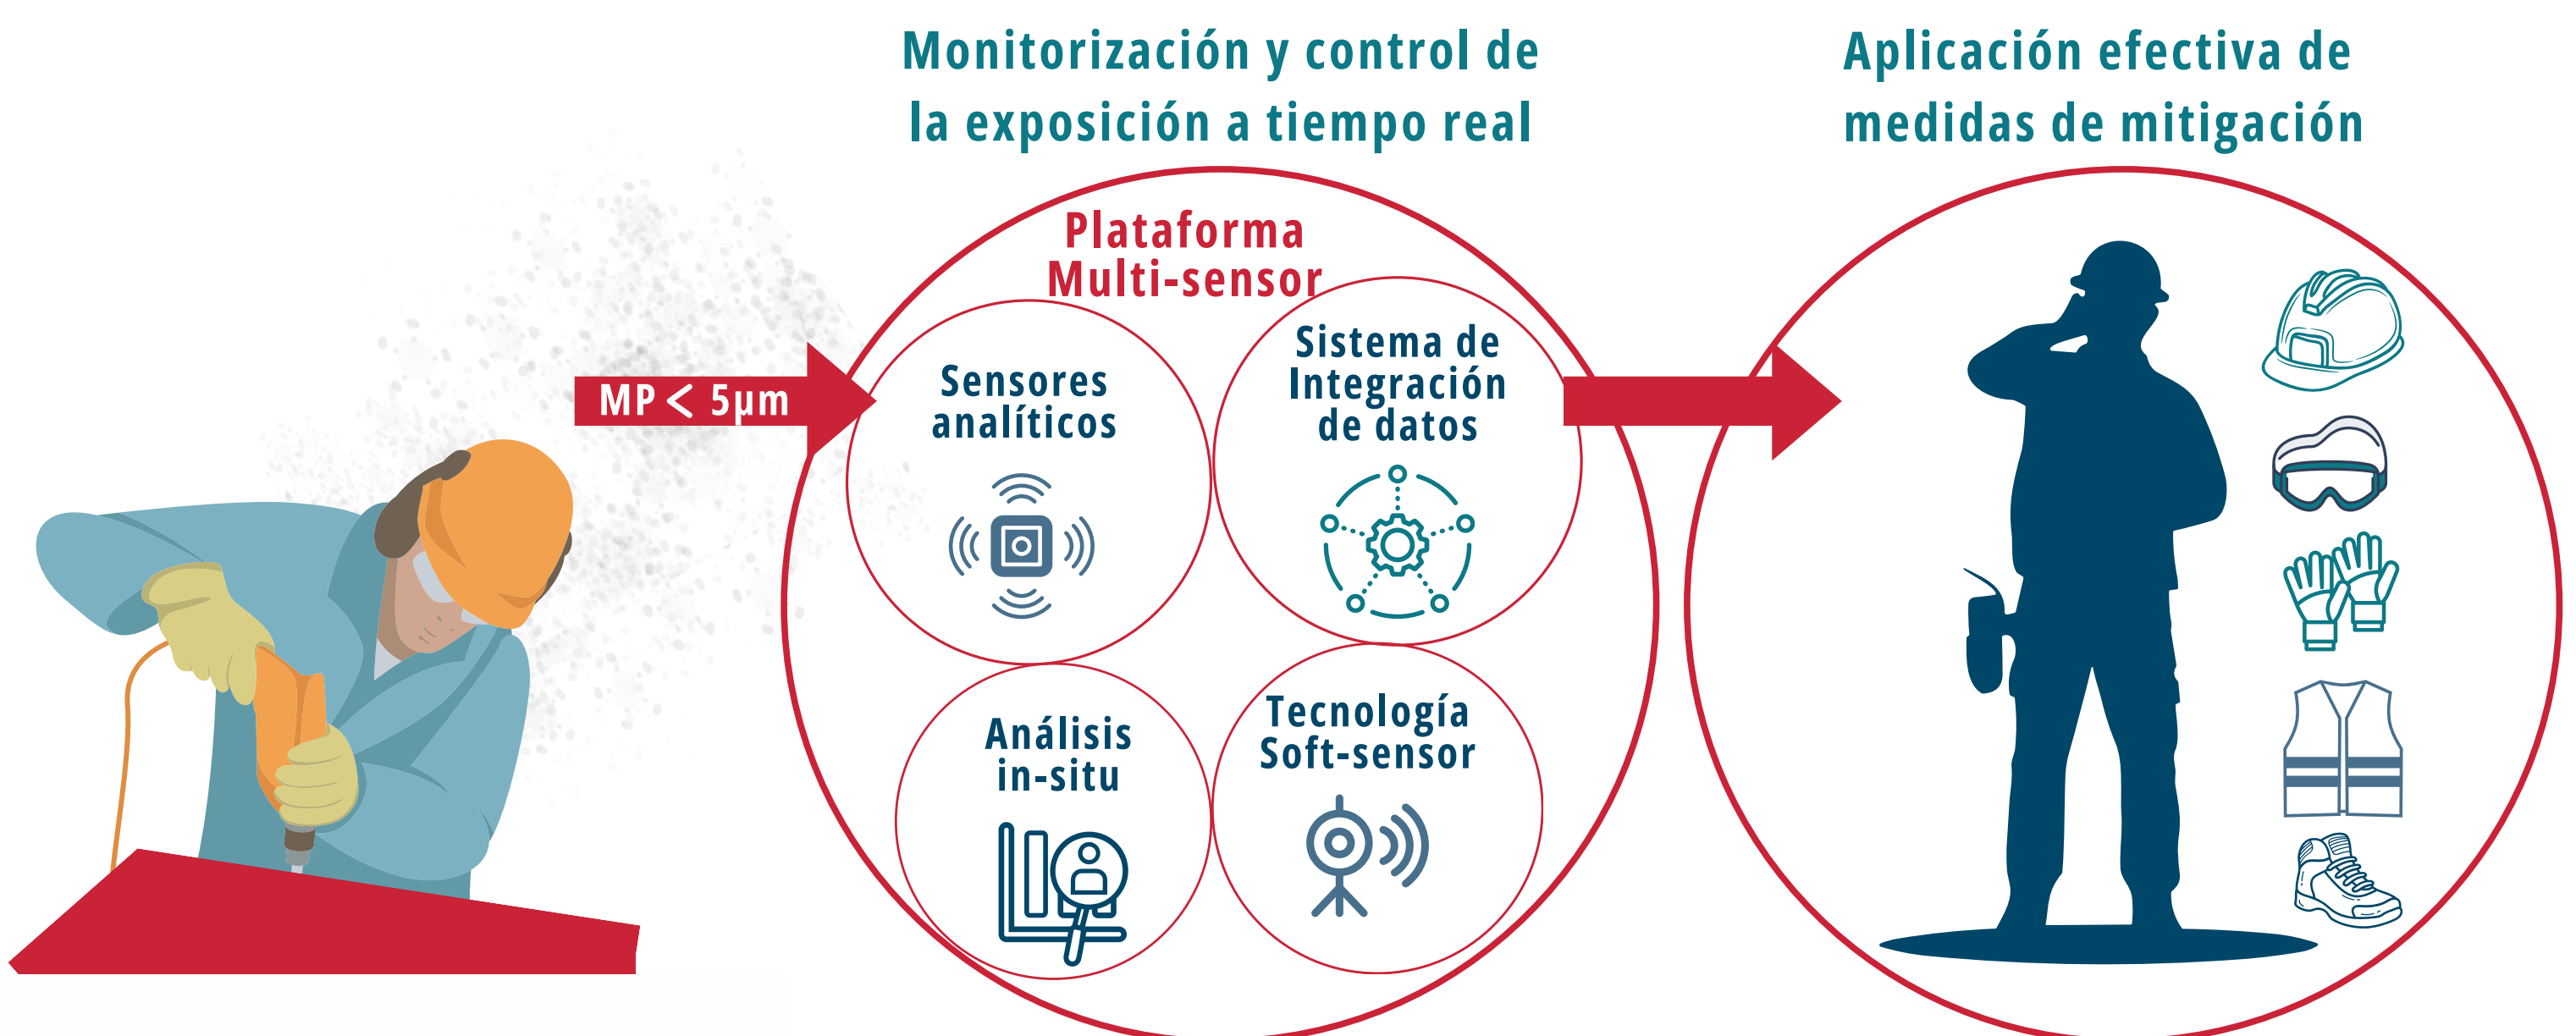 Monitorización y control de
la exposición a tiempo real
Aplicación efectiva de
medidas de mitigación
Plataforma
Multi-sensor
MP < 5µm
Sensores
analíticos
Sistema de
Integración
de datos
Análisis
in-situ
Tecnología
Soft-sensor